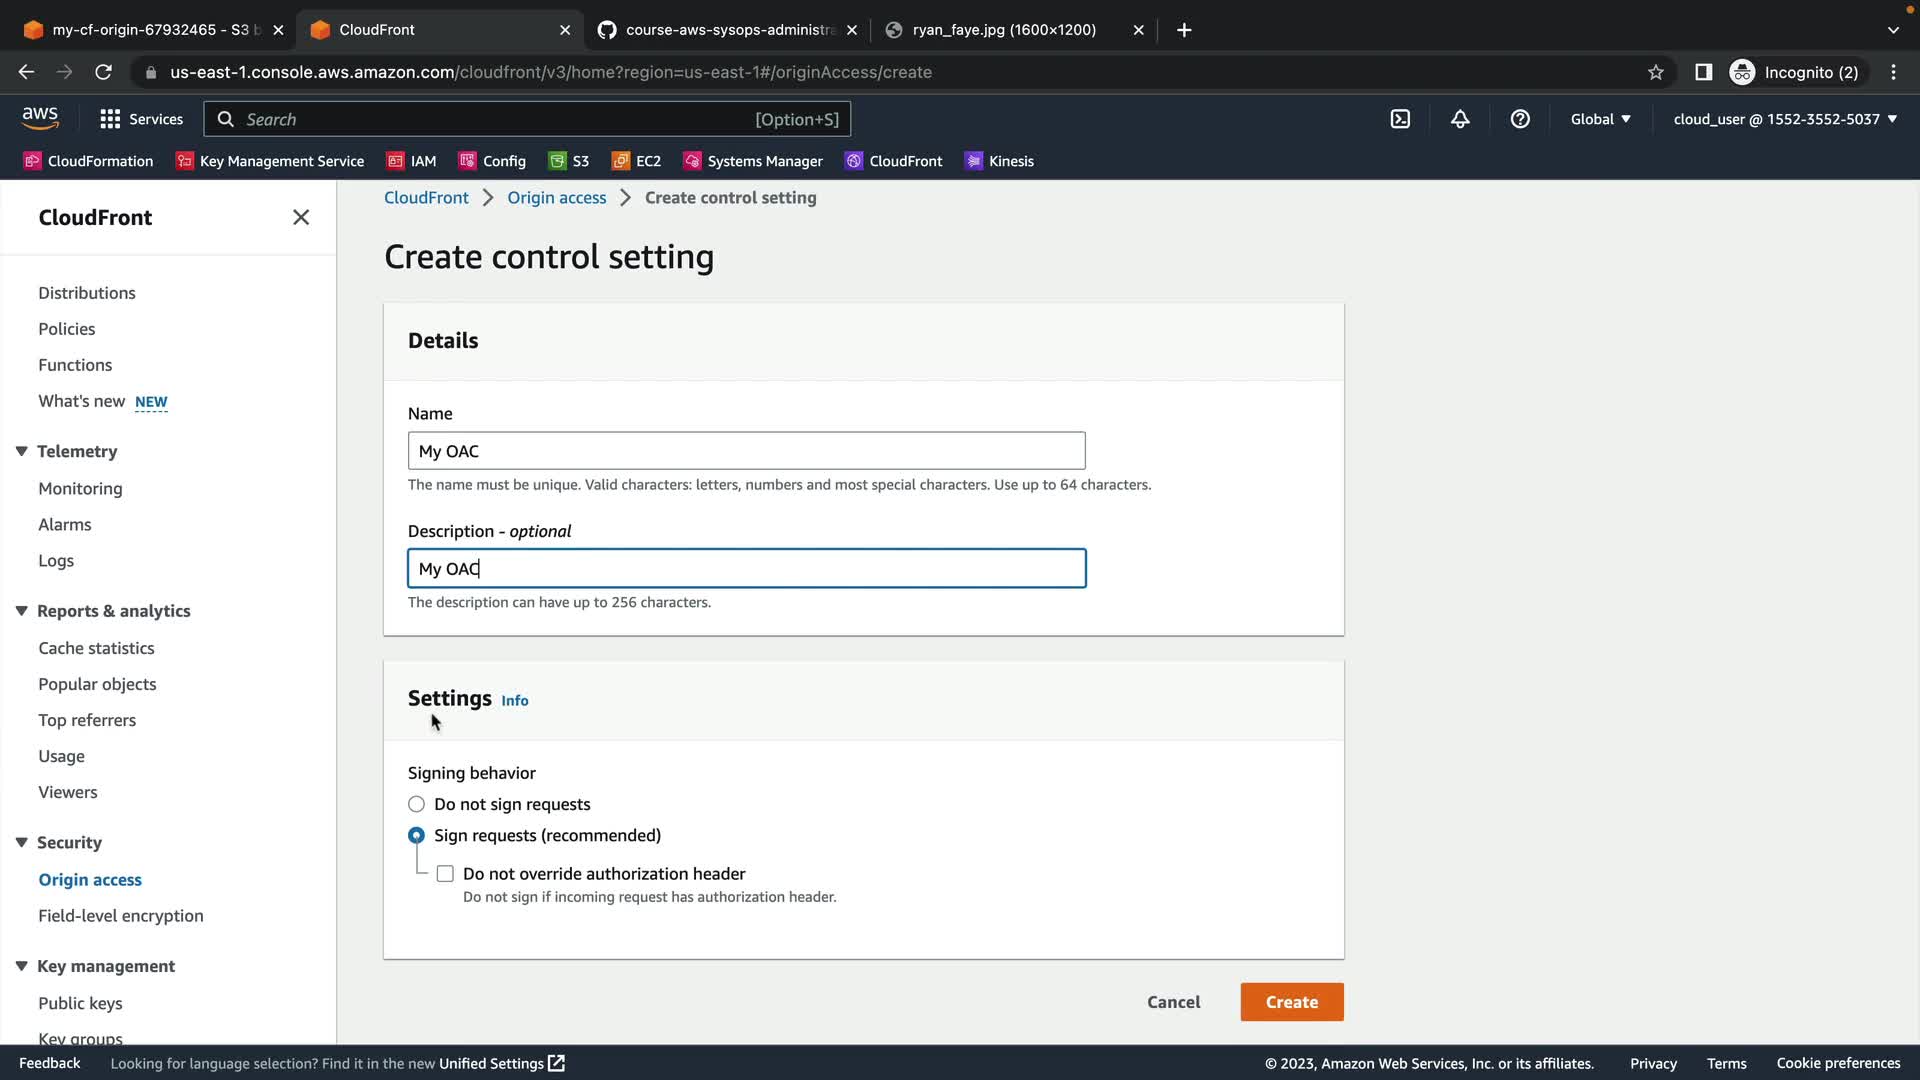 my-cf-origin-67932465 - S3 b
CloudFront
course-aws-sysops-administra
ryan_faye.jpg (1600×1200)
us-east-1.console.aws.amazon.com/cloudfront/v3/home?region=us-east-1#/originAccess/create
Incognito (2)
aws
Services
Search
[Option+S]
Global
cloud_user @ 1552-3552-5037
CloudFormation
Key Management Service
IAM
Config
S3
EC2
Systems Manager
CloudFront
Kinesis
CloudFront
Distributions
Policies
Functions
What's new NEW
Telemetry
Monitoring
Alarms
Logs
Reports & analytics
Cache statistics
Popular objects
Top referrers
Usage
Viewers
Security
Origin access
Field-level encryption
Key management
Public keys
Key groups
CloudFront
Origin access
Create control setting
Create control setting
Details
Name
My OAC
The name must be unique. Valid characters: letters, numbers and most special characters. Use up to 64 characters.
Description - optional
My OAC
The description can have up to 256 characters.
Settings Info
Signing behavior
Do not sign requests
Sign requests (recommended)
Do not override authorization header
Do not sign if incoming request has authorization header.
Cancel
Create
Feedback
Looking for language selection? Find it in the new Unified Settings
© 2023, Amazon Web Services, Inc. or its affiliates.
Privacy
Terms
Cookie preferences